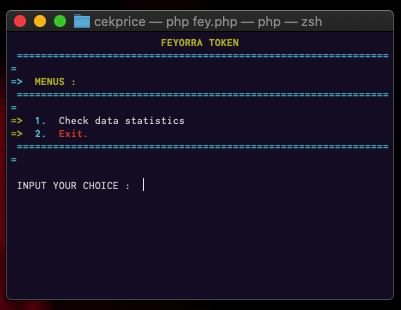 cekprice — php fey.php — php — zsh
FEYORRA TOKEN
==============================================================
=
=> MENUS :
==============================================================
=
=> 1. Check data statistics
=> 2. Exit.
==============================================================
=
INPUT YOUR CHOICE :